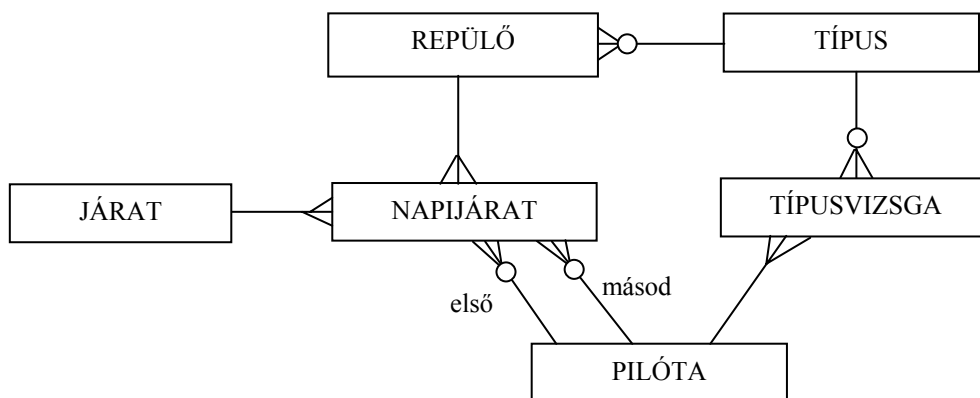 REPÜLŐ
TÍPUS
JÁRAT
NAPIJÁRAT
TÍPUSVIZSGA
első
másod
PILÓTA